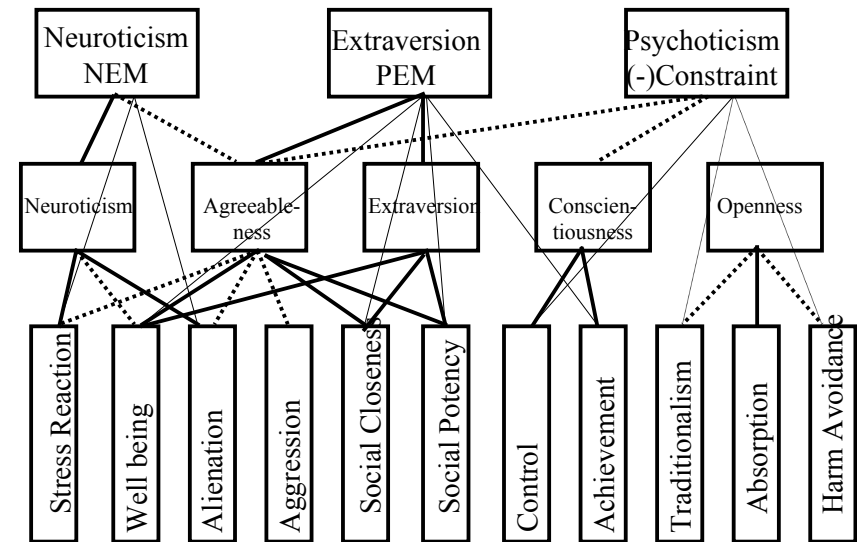 Neuroticism
NEM
Extraversion
PEM
Psychoticism
(-)Constraint
Neuroticism
Agreeable-
ness
Extraversion
Conscien-
tiousness
Openness
Stress Reaction
Well being
Alienation
Aggression
Social Closeness
Social Potency
Control
Achievement
Traditionalism
Absorption
Harm Avoidance